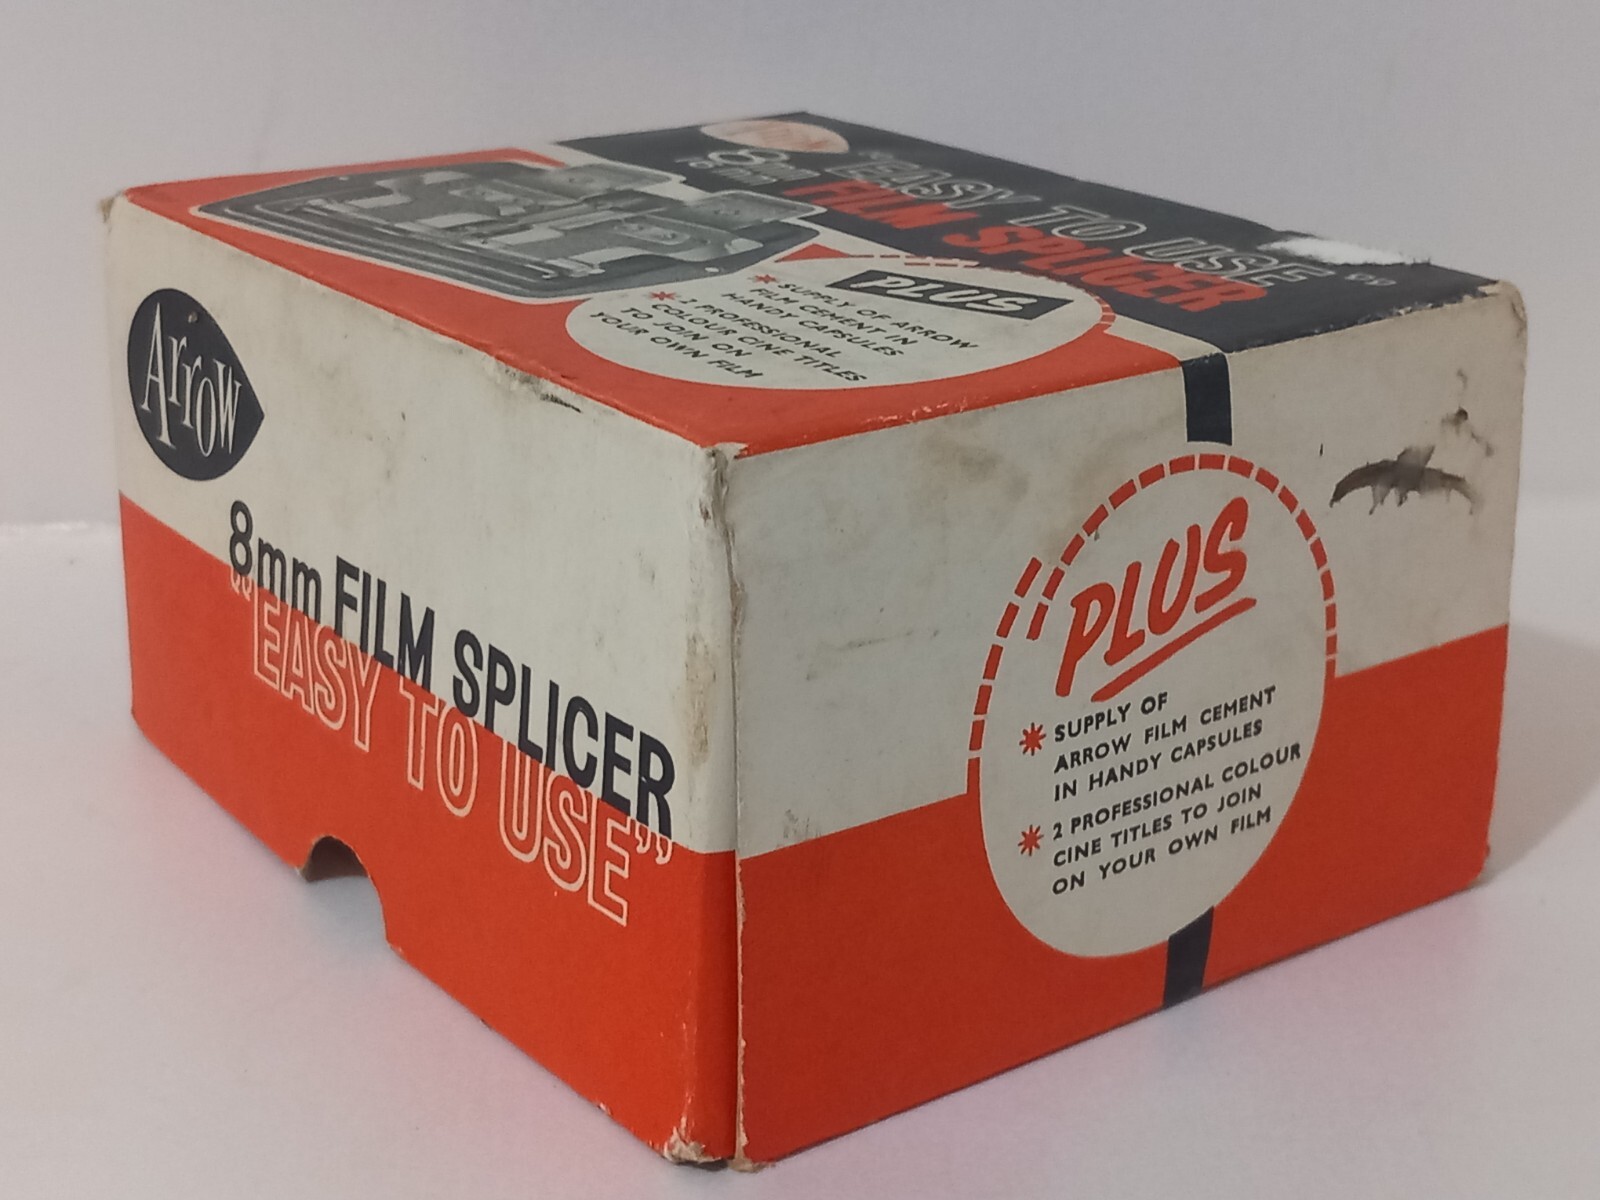 8mm
"EASY TO USE"
FILM SPLICER
PLUS
* SUPPLY OF ARROW
FILM CEMENT IN
HANDY CAPSULES
* 2 PROFESSIONAL
COLOUR CINE TITLES
TO JOIN ON
YOUR OWN FILM
Arrow
8mm FILM SPLICER
"EASY TO USE"
"PLUS
* SUPPLY OF
ARROW FILM CEMENT
IN HANDY CAPSULES
* 2 PROFESSIONAL COLOUR
CINE TITLES TO JOIN
ON YOUR OWN FILM